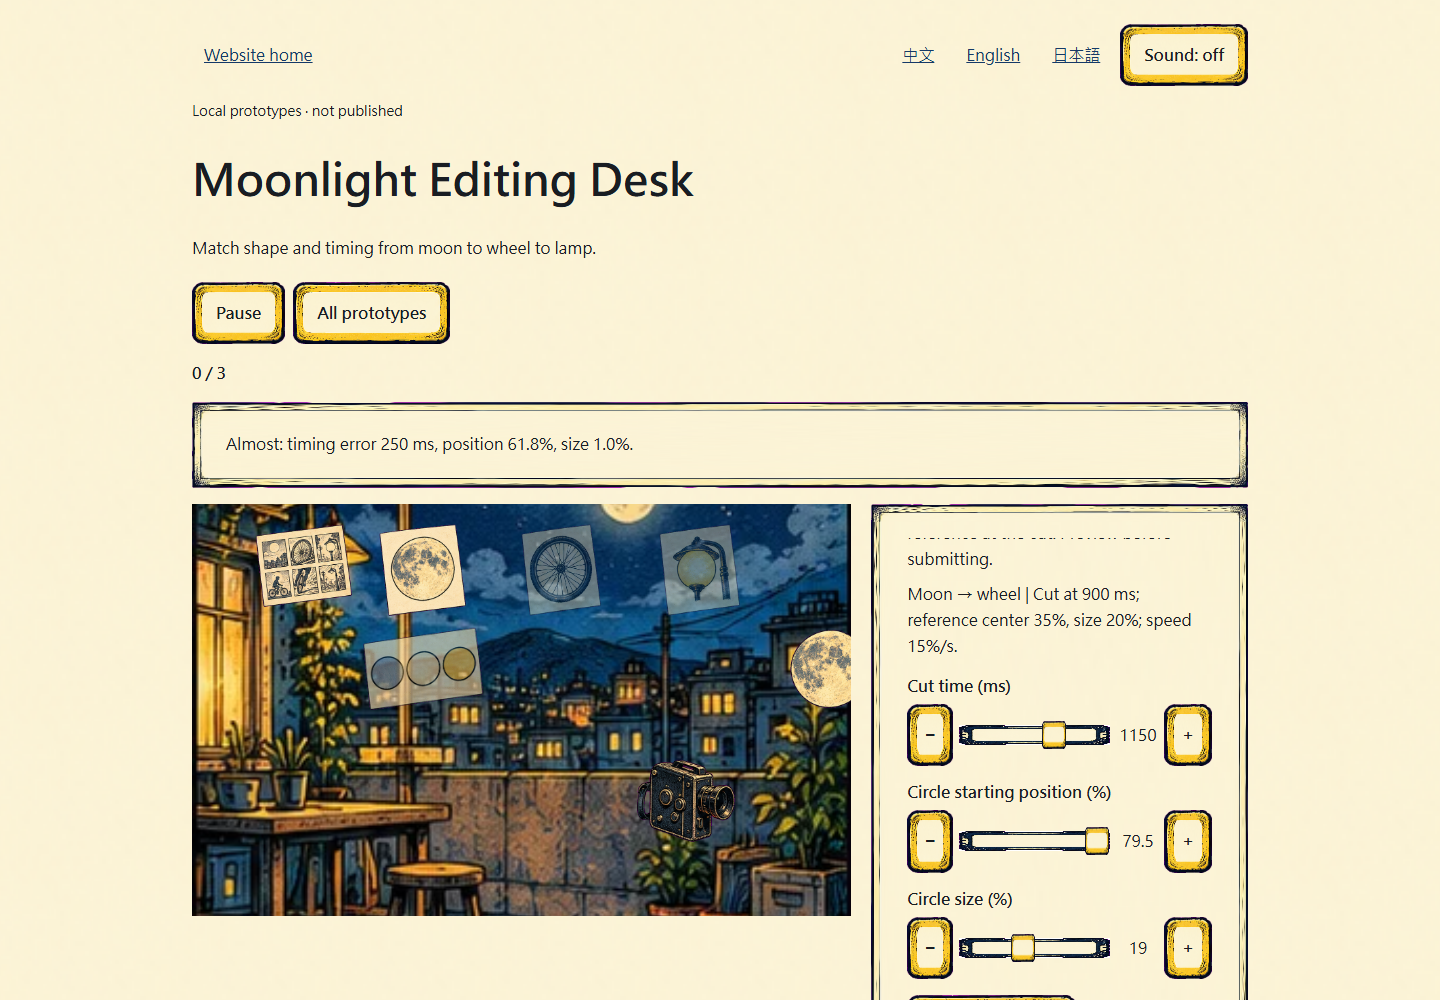 Website home
中文 English 日本語 Sound: off
Local prototypes · not published
Moonlight Editing Desk
Match shape and timing from moon to wheel to lamp.
Pause All prototypes
0 / 3
Almost: timing error 250 ms, position 61.8%, size 1.0%.
submitting.
Moon → wheel | Cut at 900 ms;
reference center 35%, size 20%; speed
15%/s.
Cut time (ms)
− 1150 +
Circle starting position (%)
− 79.5 +
Circle size (%)
− 19 +